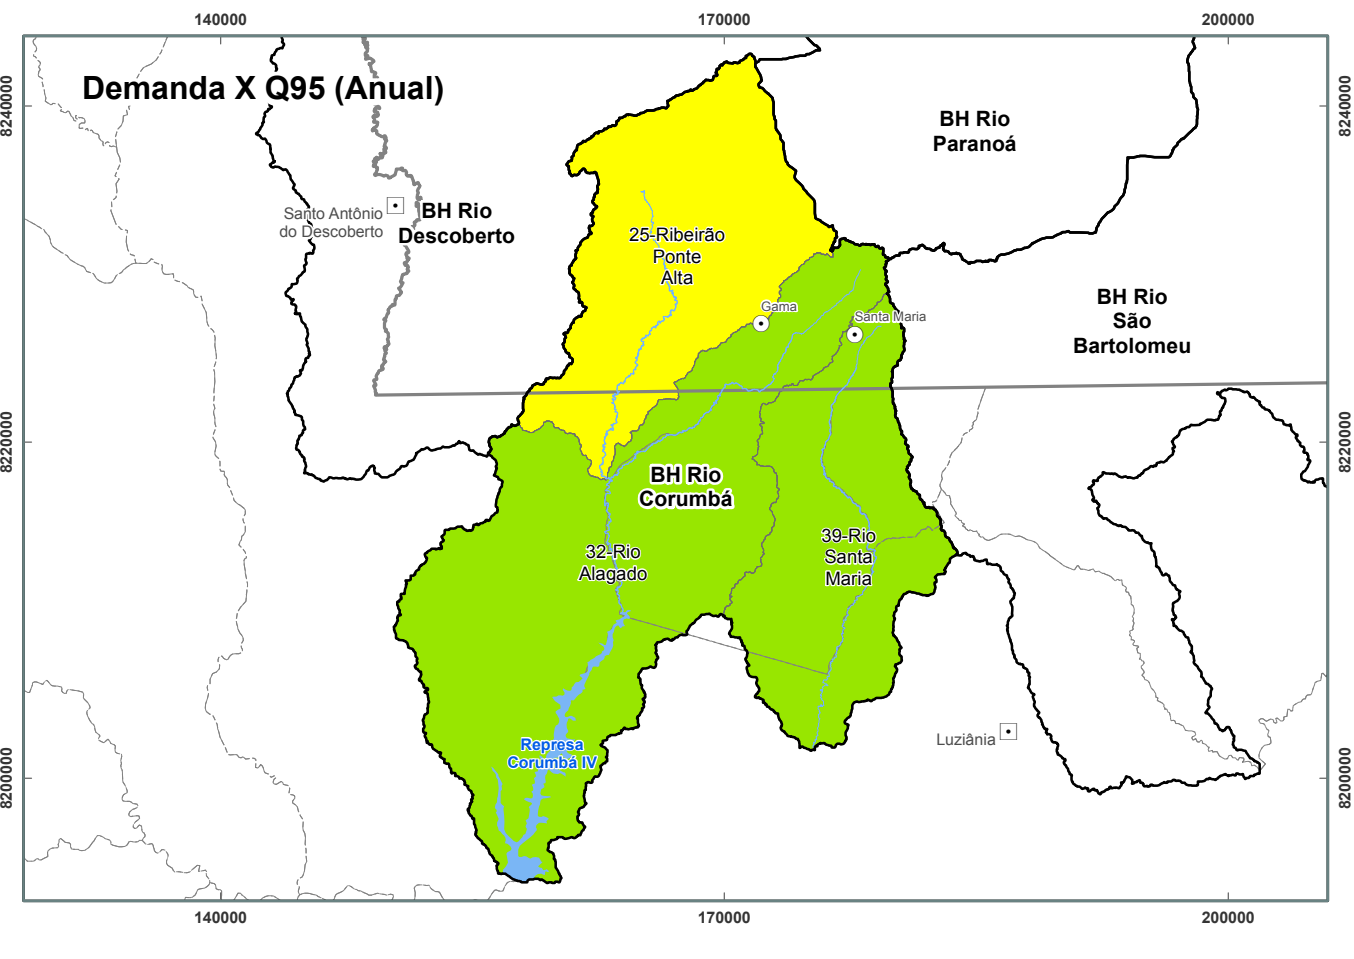 140000
170000
200000
Demanda X Q95 (Anual)
8240000
8240000
BH Rio
Paranoá
Santo Antônio
do Descoberto
BH Rio
Descoberto
25-Ribeirão
Ponte
Alta
Gama
Santa Maria
BH Rio
São
Bartolomeu
8220000
8220000
BH Rio
Corumbá
32-Rio
Alagado
39-Rio
Santa
Maria
Represa
Corumbá IV
Luziânia
8200000
8200000
140000
170000
200000